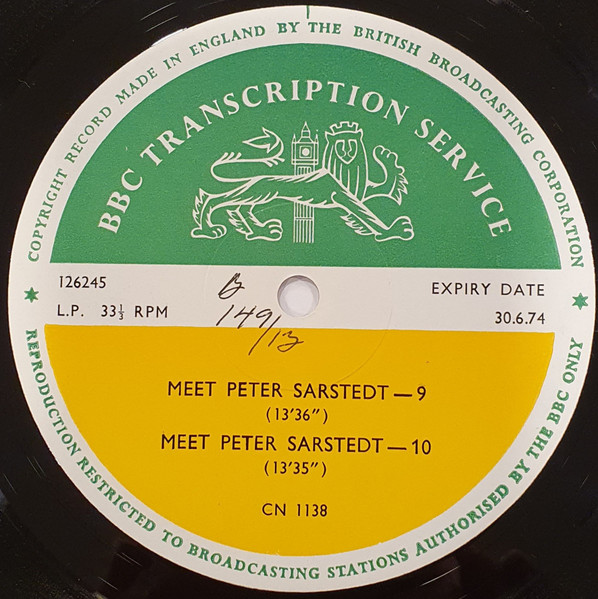 COPYRIGHT RECORD MADE IN ENGLAND BY THE BRITISH BROADCASTING CORPORATION
BBC TRANSCRIPTION SERVICE
126245
EXPIRY DATE
L.P. 33⅓ RPM
30.6.74
B
149/13
MEET PETER SARSTEDT—9
(13'36")
MEET PETER SARSTEDT—10
(13'35")
CN 1138
REPRODUCTION RESTRICTED TO BROADCASTING STATIONS AUTHORISED BY THE BBC ONLY